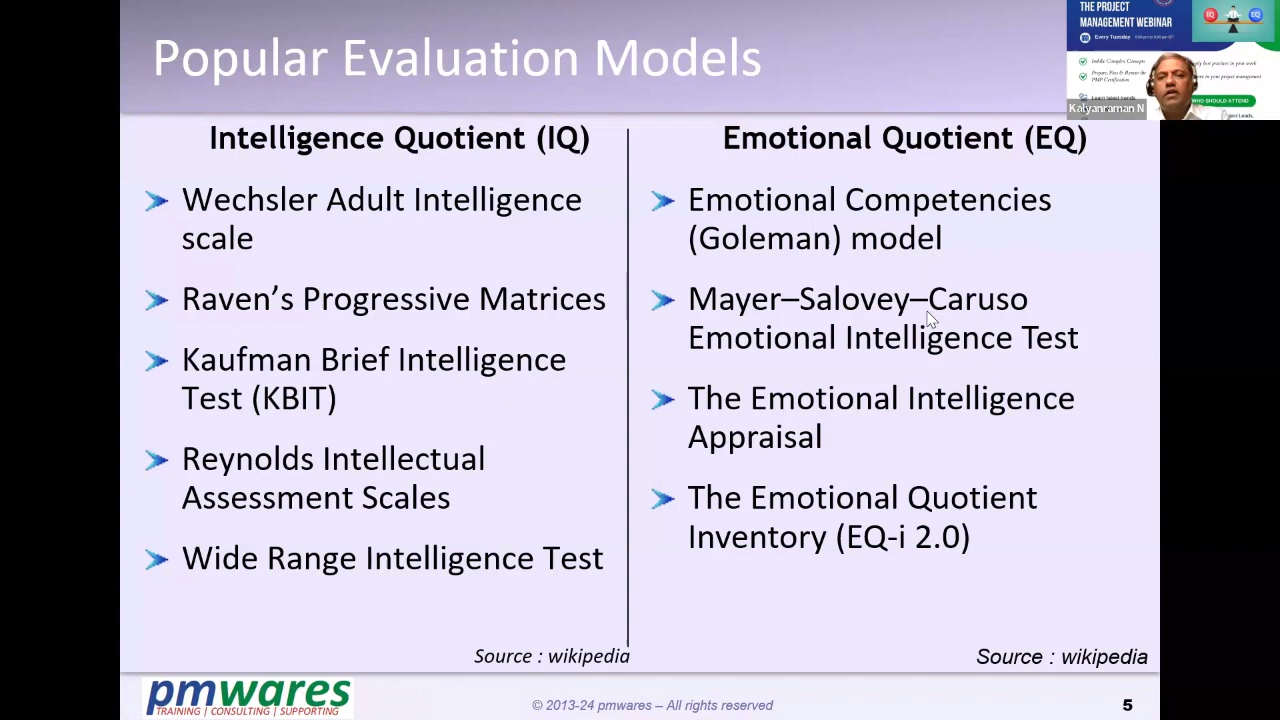 Popular Evaluation Models
Intelligence Quotient (IQ)
Wechsler Adult Intelligence
scale
Raven’s Progressive Matrices
Kaufman Brief Intelligence
Test (KBIT)
Reynolds Intellectual
Assessment Scales
Wide Range Intelligence Test
Source : wikipedia
Emotional Quotient (EQ)
Emotional Competencies
(Goleman) model
Mayer–Salovey–Caruso
Emotional Intelligence Test
The Emotional Intelligence
Appraisal
The Emotional Quotient
Inventory (EQ-i 2.0)
Source : wikipedia
pmwares
TRAINING | CONSULTING | SUPPORTING
© 2013-24 pmwares – All rights reserved
5
THE PROJECT
MANAGEMENT WEBINAR
Every Tuesday
IQ
EQ
WHO SHOULD ATTEND
Kalyanraman N